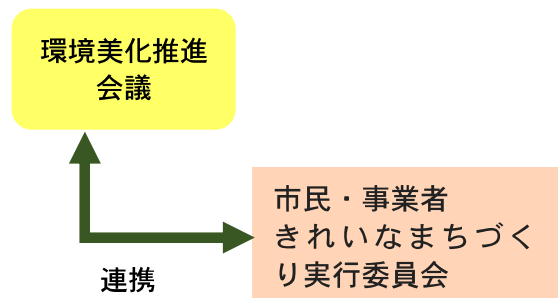 環境美化推進
会議
市民・事業者
きれいなまちづく
り実行委員会
連携